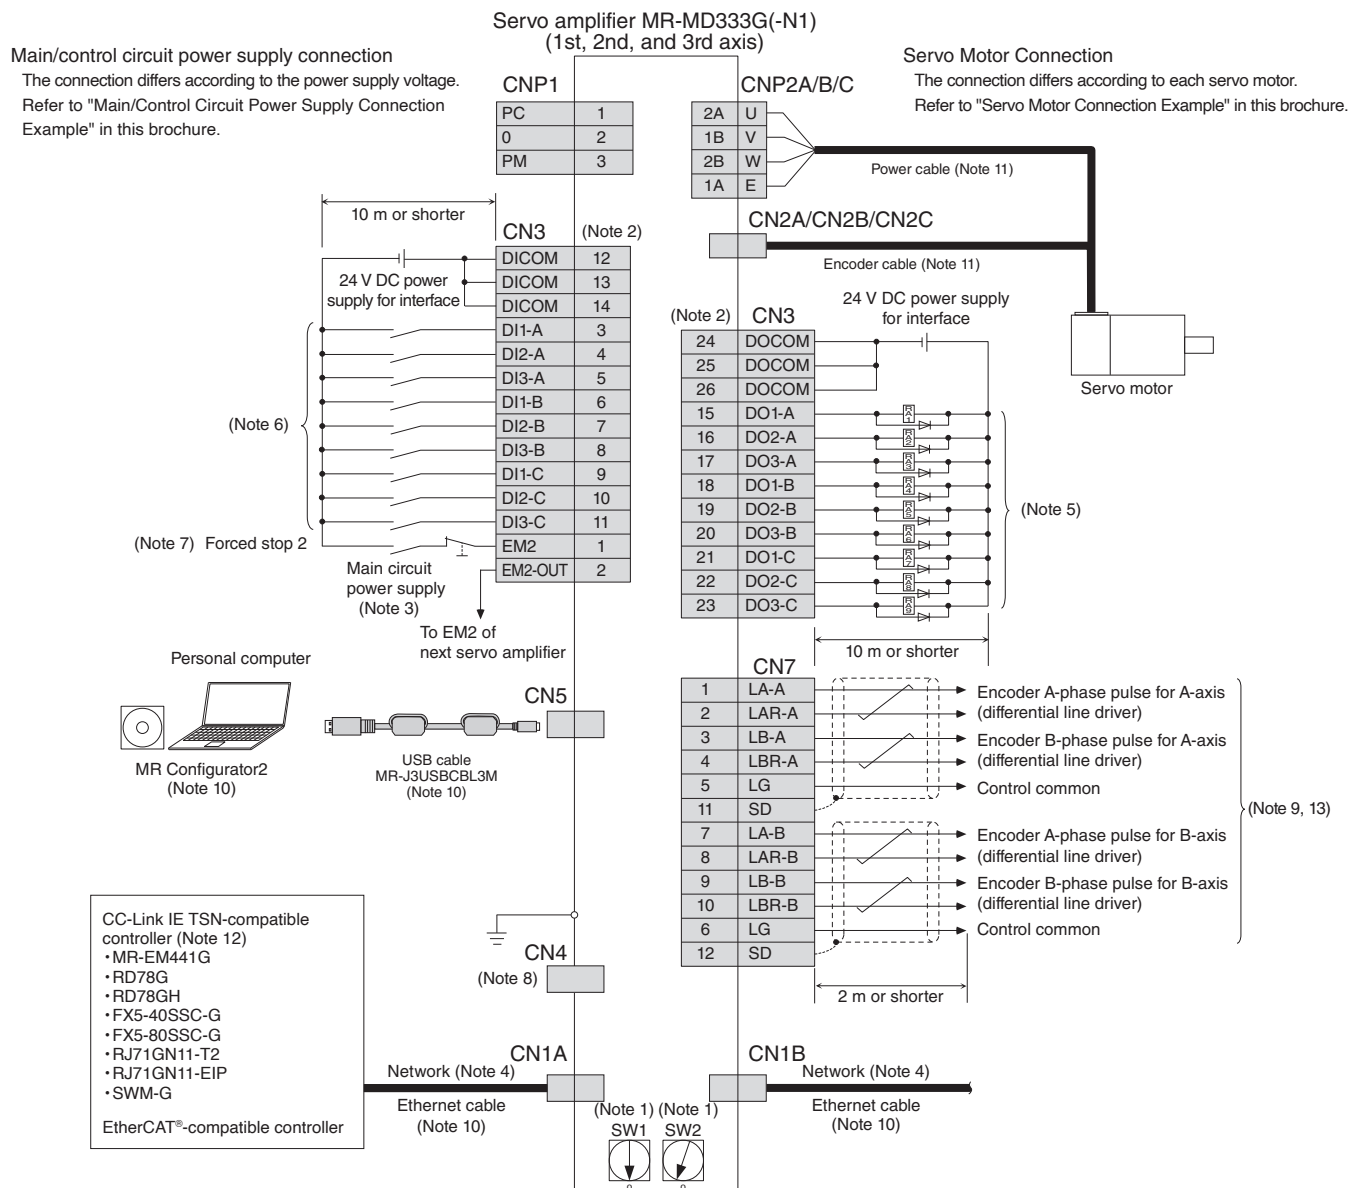 Servo amplifier MR-MD333G(-N1)
(1st, 2nd, and 3rd axis)
Main/control circuit power supply connection
The connection differs according to the power supply voltage.
Refer to "Main/Control Circuit Power Supply Connection
Example" in this brochure.
Servo Motor Connection
The connection differs according to each servo motor.
Refer to "Servo Motor Connection Example" in this brochure.
CNP1
PC 1
0 2
PM 3
CNP2A/B/C
2A U
1B V
2B W
1A E
Power cable (Note 11)
CN2A/CN2B/CN2C
Encoder cable (Note 11)
Servo motor
10 m or shorter
CN3 (Note 2)
24 V DC power
supply for interface
DICOM 12
DICOM 13
DICOM 14
DI1-A 3
DI2-A 4
DI3-A 5
DI1-B 6
DI2-B 7
DI3-B 8
DI1-C 9
DI2-C 10
DI3-C 11
EM2 1
EM2-OUT 2
(Note 6)
(Note 7) Forced stop 2
Main circuit
power supply
(Note 3)
To EM2 of
next servo amplifier
24 V DC power supply
for interface
(Note 2) CN3
24 DOCOM
25 DOCOM
26 DOCOM
15 DO1-A RA1
16 DO2-A RA2
17 DO3-A RA3
18 DO1-B RA4
19 DO2-B RA5
20 DO3-B RA6
21 DO1-C RA7
22 DO2-C RA8
23 DO3-C RA9
(Note 5)
10 m or shorter
Personal computer
MR Configurator2
(Note 10)
CN5
USB cable
MR-J3USBCBL3M
(Note 10)
CN7
1 LA-A
2 LAR-A
3 LB-A
4 LBR-A
5 LG
11 SD
7 LA-B
8 LAR-B
9 LB-B
10 LBR-B
6 LG
12 SD
Encoder A-phase pulse for A-axis
(differential line driver)
Encoder B-phase pulse for A-axis
(differential line driver)
Control common
Encoder A-phase pulse for B-axis
(differential line driver)
Encoder B-phase pulse for B-axis
(differential line driver)
Control common
(Note 9, 13)
2 m or shorter
CN4
(Note 8)
CC-Link IE TSN-compatible
controller (Note 12)
・MR-EM441G
・RD78G
・RD78GH
・FX5-40SSC-G
・FX5-80SSC-G
・RJ71GN11-T2
・RJ71GN11-EIP
・SWM-G
EtherCAT®-compatible controller
CN1A
Network (Note 4)
Ethernet cable
(Note 10)
CN1B
Network (Note 4)
Ethernet cable
(Note 10)
(Note 1) (Note 1)
SW1 SW2
0 0